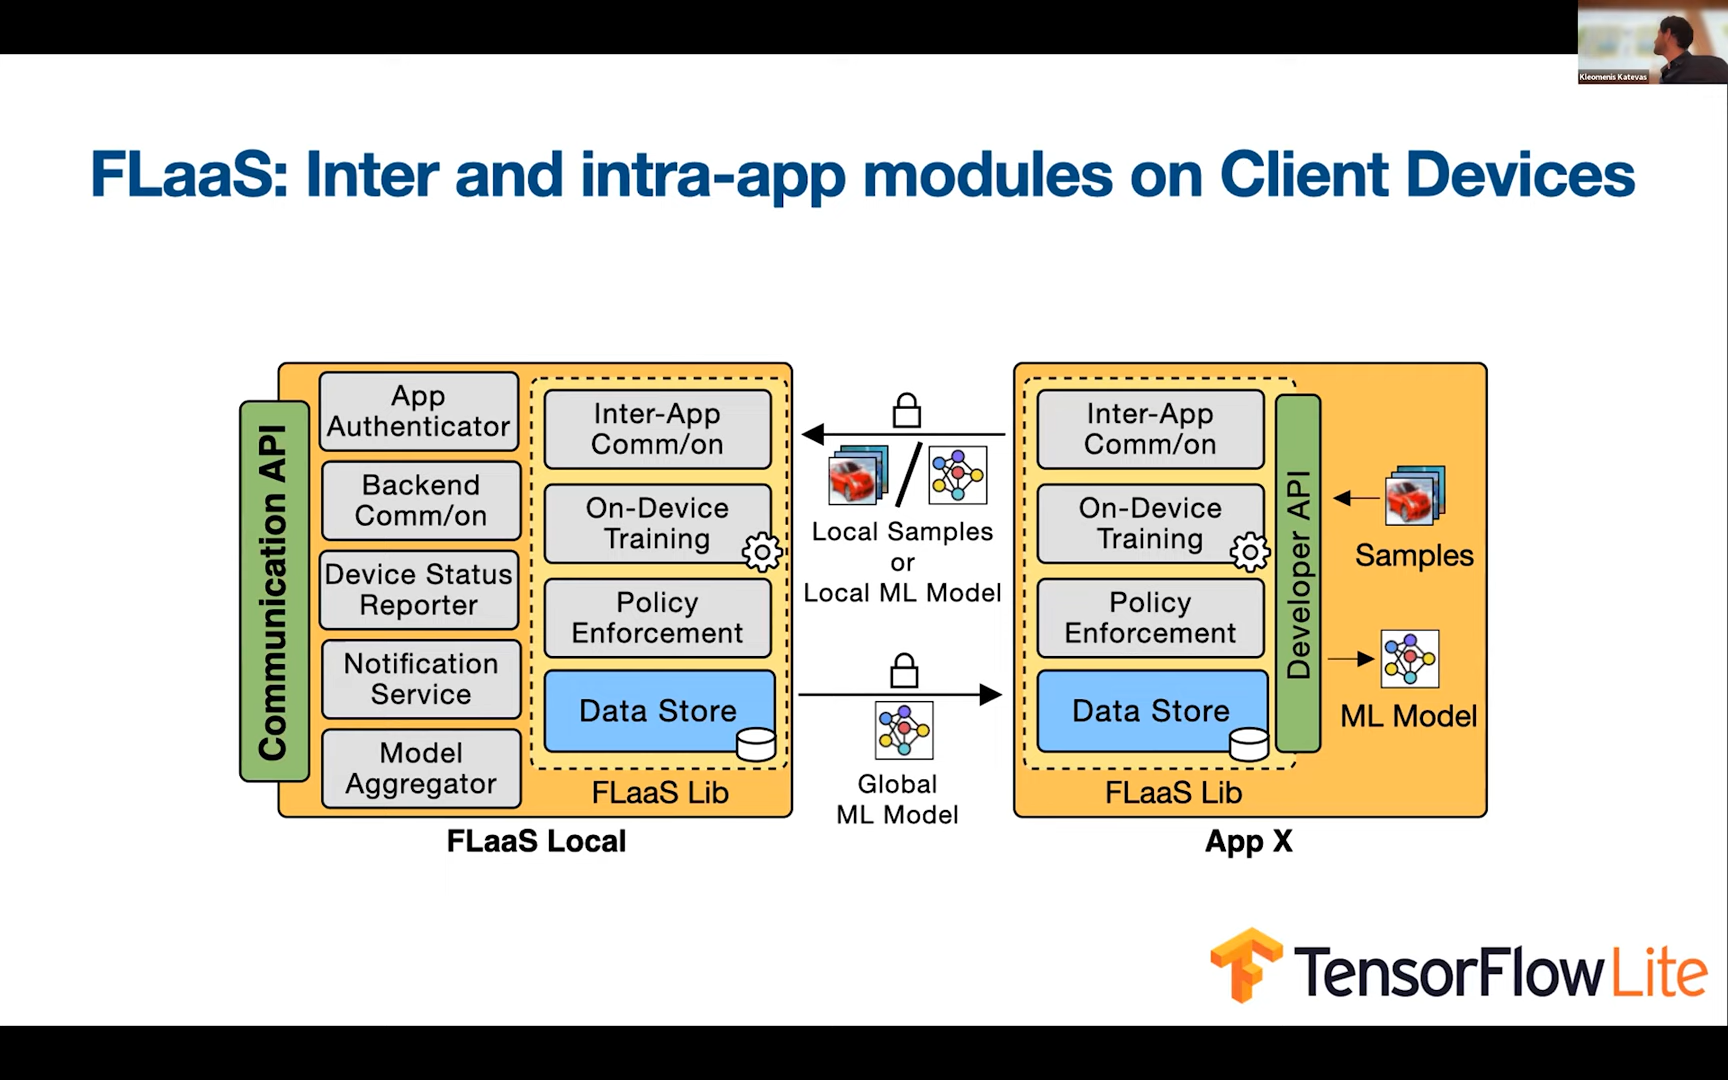 Kleomenis Katevas
FLaaS: Inter and intra-app modules on Client Devices
Communication API
App
Authenticator
Backend
Comm/on
Device Status
Reporter
Notification
Service
Model
Aggregator
Inter-App
Comm/on
On-Device
Training
Policy
Enforcement
Data Store
FLaaS Lib
FLaaS Local
Local Samples
or
Local ML Model
Global
ML Model
Inter-App
Comm/on
On-Device
Training
Policy
Enforcement
Data Store
FLaaS Lib
Developer API
Samples
ML Model
App X
TensorFlow Lite